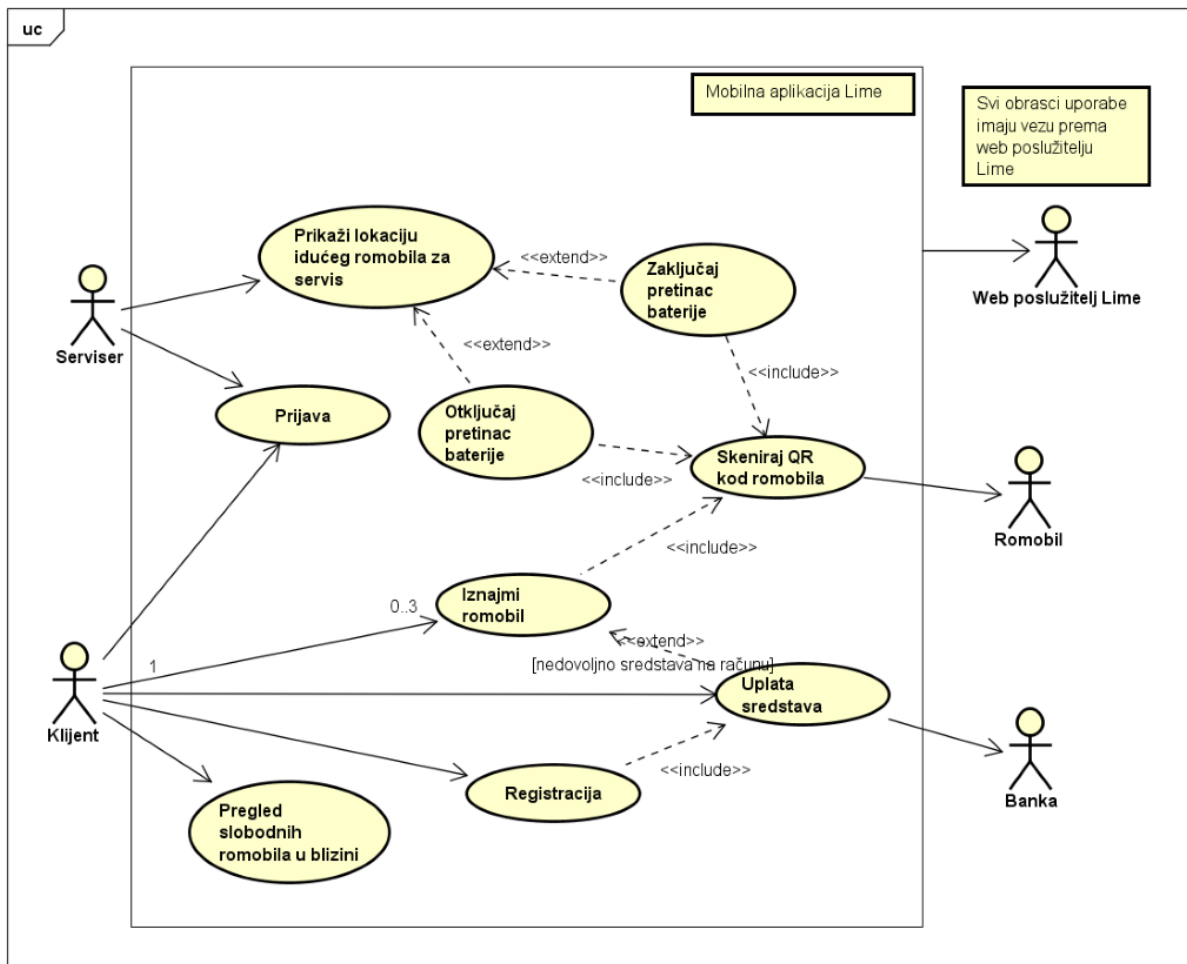 uc
Mobilna aplikacija Lime
Svi obrasci uporabe
imaju vezu prema
web poslužitelju
Lime
Prikaži lokaciju
idućeg romobila za
servis
<<extend>>
Zaključaj
pretinac
baterije
Web poslužitelj Lime
Serviser
<<extend>>
<<include>>
Prijava
Otključaj
pretinac
baterije
Skeniraj QR
kod romobila
<<include>>
Romobil
<<include>>
Iznajmi
romobil
0..3
<<extend>>
[nedovoljno sredstava na računu]
1
Klijent
Uplata
sredstava
<<include>>
Registracija
Banka
Pregled
slobodnih
romobila u blizini